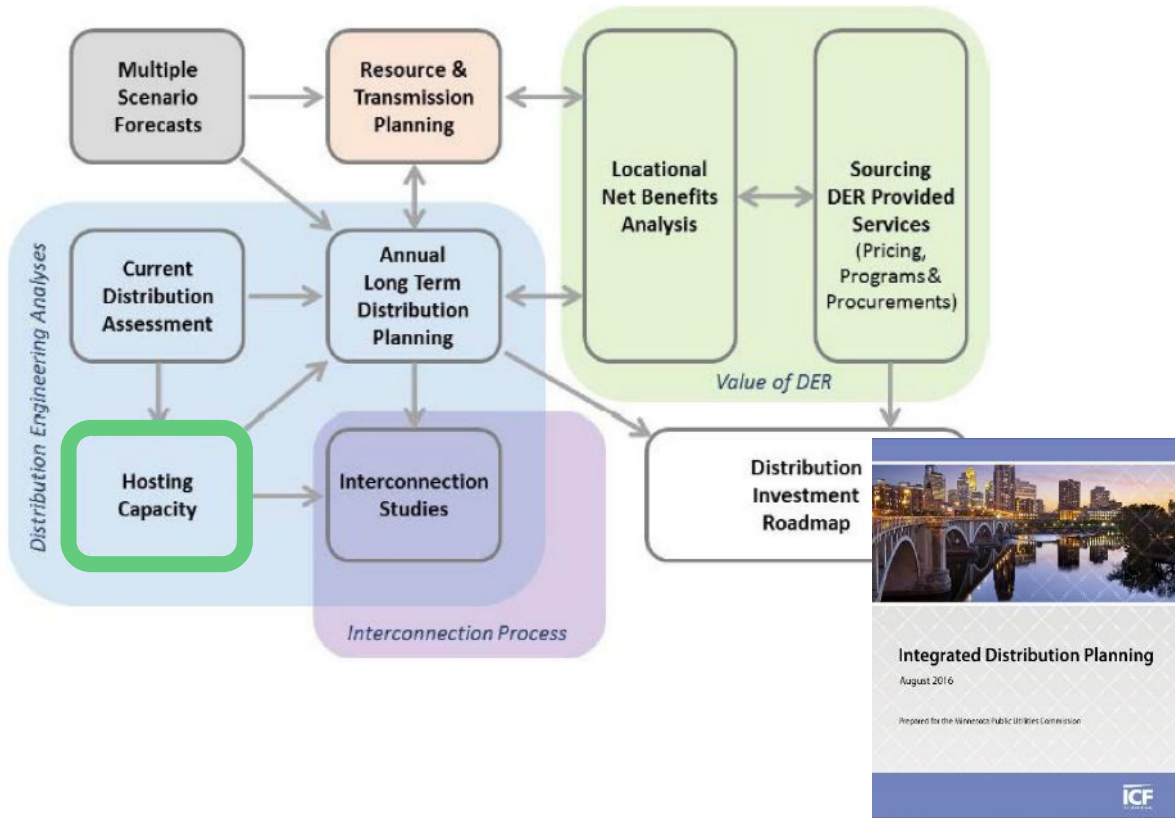 Multiple
Scenario
Forecasts
Resource &
Transmission
Planning
Locational
Net Benefits
Analysis
Sourcing
DER Provided
Services
(Pricing,
Programs &
Procurements)
Value of DER
Distribution Engineering Analyses
Current
Distribution
Assessment
Annual
Long Term
Distribution
Planning
Hosting
Capacity
Interconnection
Studies
Interconnection Process
Distribution
Investment
Roadmap
Integrated Distribution Planning
August 2016
Prepared for the Minnesota Public Utilities Commission
ICF